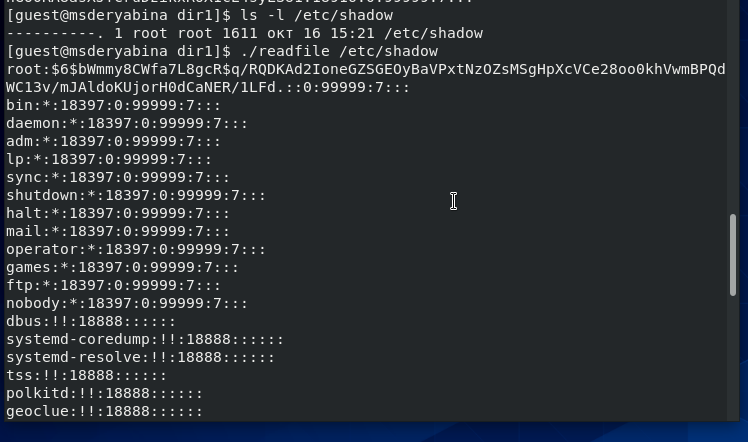 [guest@msderyabina dir1]$ ls -l /etc/shadow
----------. 1 root root 1611 окт 16 15:21 /etc/shadow
[guest@msderyabina dir1]$ ./readfile /etc/shadow
root:$6$bWmmy8CWfa7L8gcR$q/RQDKAd2IoneGZSGEOyBaVPxtNzOZsMSgHpXcVCe28oo0khVwmBPQd
WC13v/mJAldoKUjorH0dCaNER/1LFd.::0:99999:7:::
bin:*:18397:0:99999:7:::
daemon:*:18397:0:99999:7:::
adm:*:18397:0:99999:7:::
lp:*:18397:0:99999:7:::
sync:*:18397:0:99999:7:::
shutdown:*:18397:0:99999:7:::
halt:*:18397:0:99999:7:::
mail:*:18397:0:99999:7:::
operator:*:18397:0:99999:7:::
games:*:18397:0:99999:7:::
ftp:*:18397:0:99999:7:::
nobody:*:18397:0:99999:7:::
dbus:!!:18888::::::
systemd-coredump:!!:18888::::::
systemd-resolve:!!:18888::::::
tss:!!:18888::::::
polkitd:!!:18888::::::
geoclue:!!:18888::::::